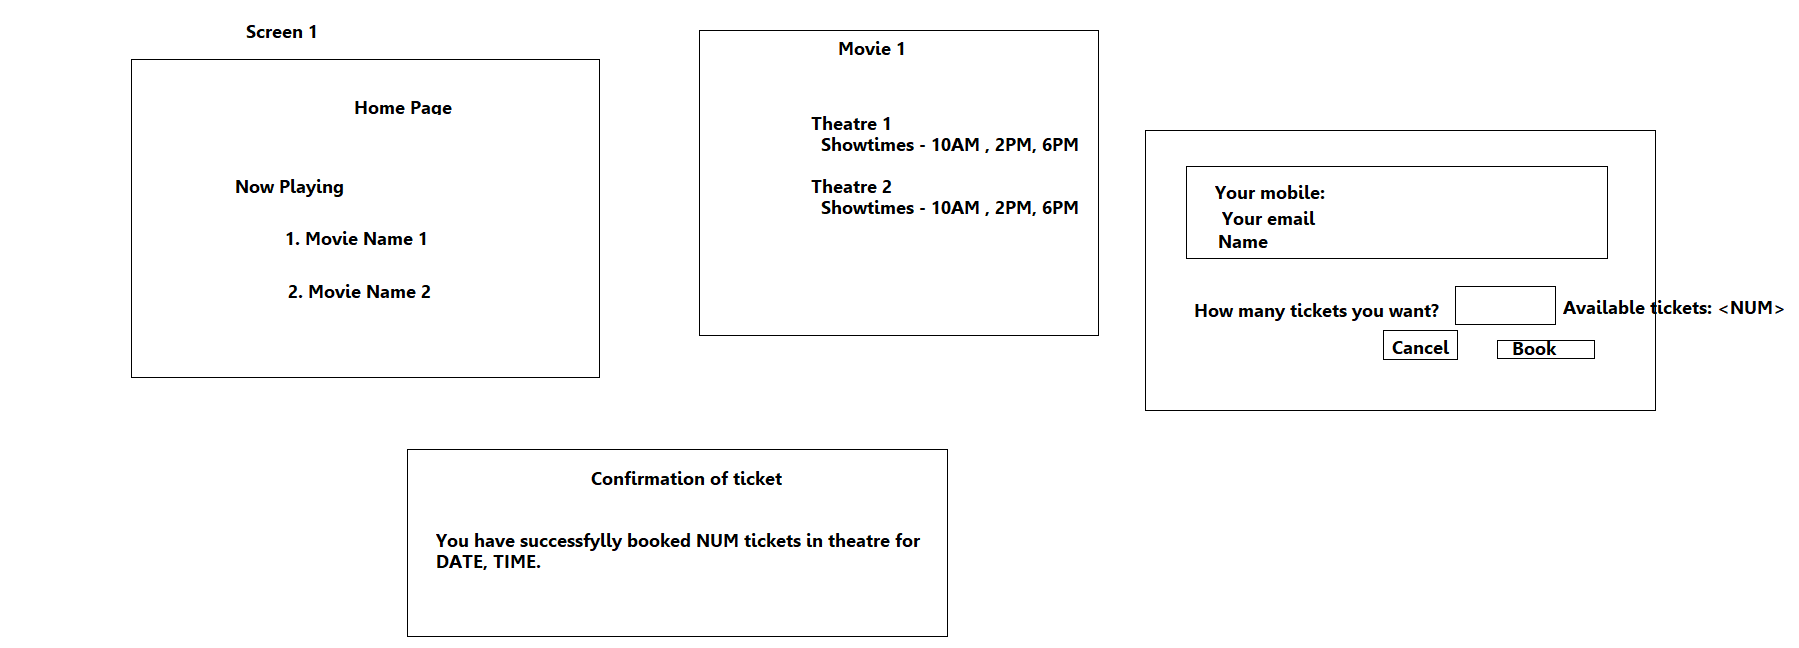 Screen 1
Home Page
Now Playing
1. Movie Name 1
2. Movie Name 2
Movie 1
Theatre 1
Showtimes - 10AM , 2PM, 6PM
Theatre 2
Showtimes - 10AM , 2PM, 6PM
Your mobile:
Your email
Name
How many tickets you want?
Available tickets: <NUM>
Cancel
Book
Confirmation of ticket
You have successfylly booked NUM tickets in theatre for
DATE, TIME.